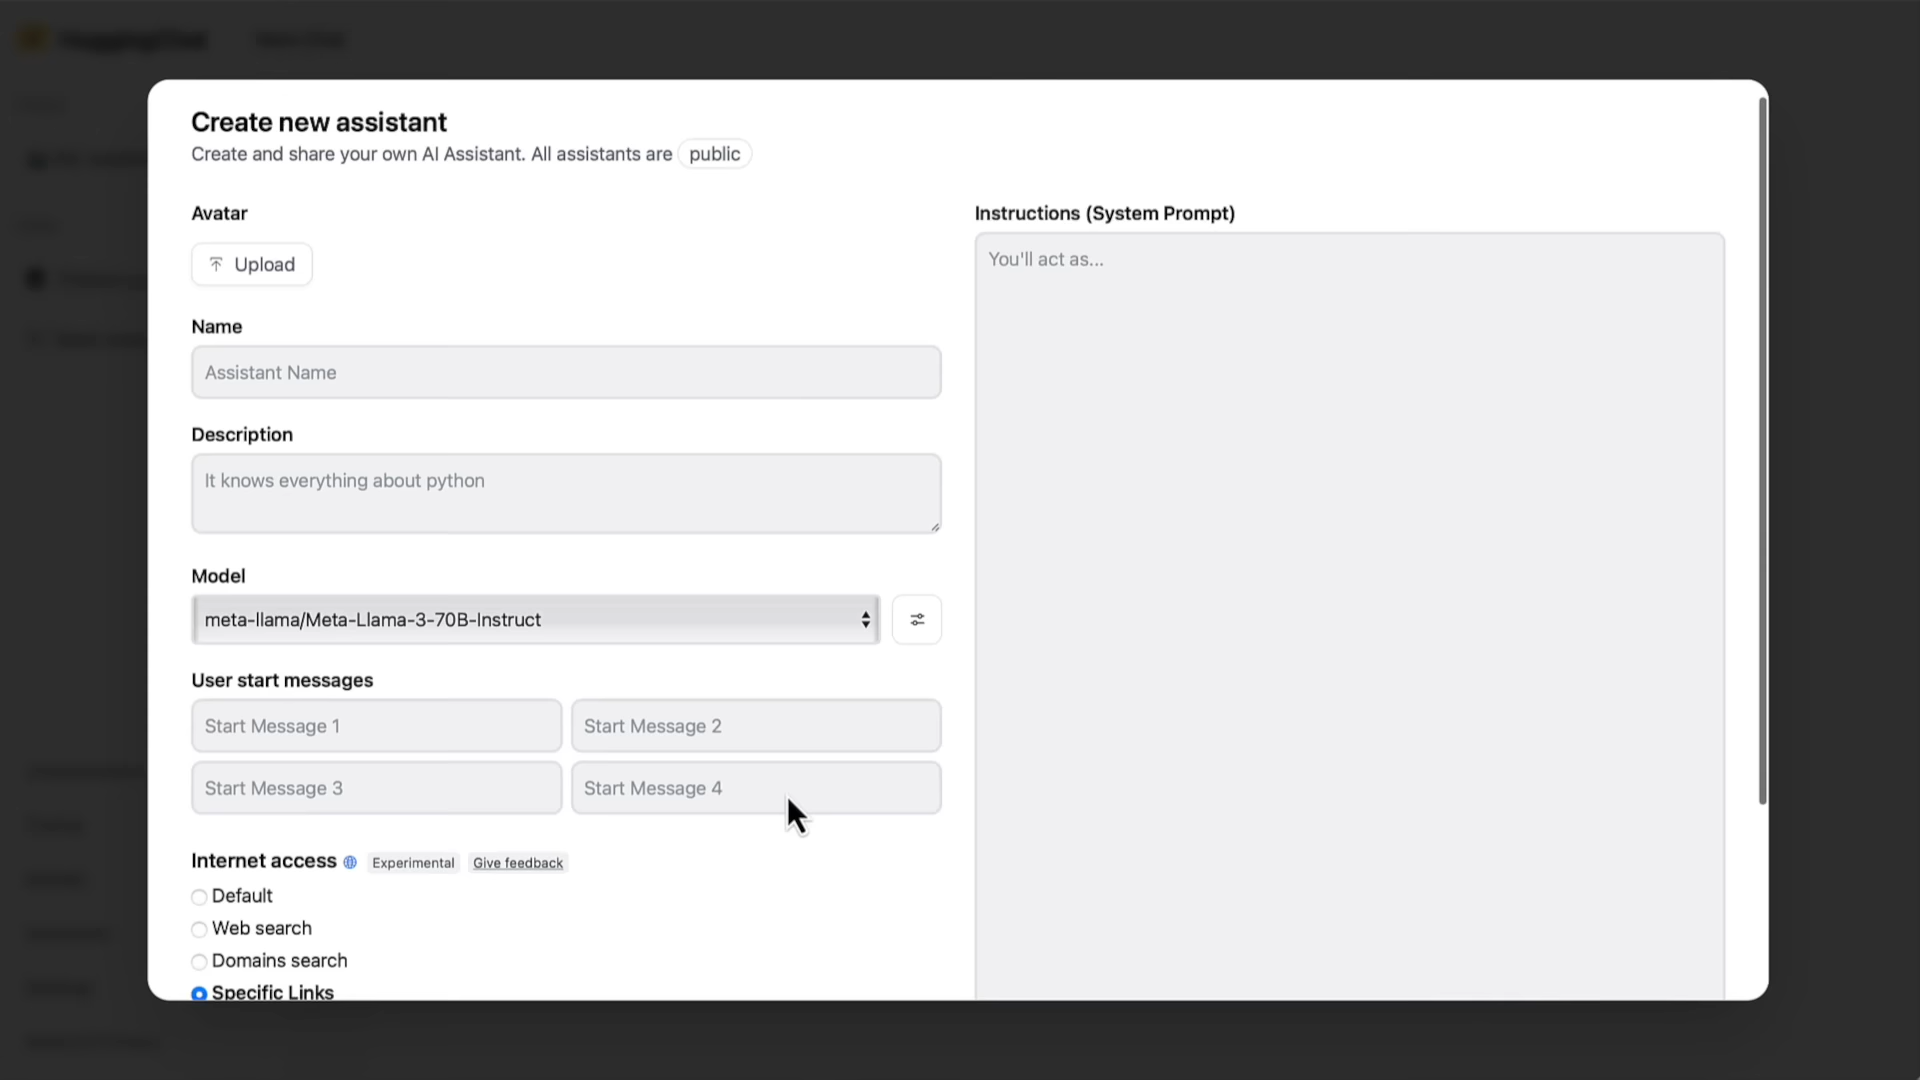 Create new assistant
Create and share your own AI Assistant. All assistants are public
Avatar
Upload
Name
Assistant Name
Description
It knows everything about python
Model
meta-llama/Meta-Llama-3-70B-Instruct
User start messages
Start Message 1
Start Message 2
Start Message 3
Start Message 4
Internet access Experimental Give feedback
Default
Web search
Domains search
Specific Links
Instructions (System Prompt)
You'll act as...